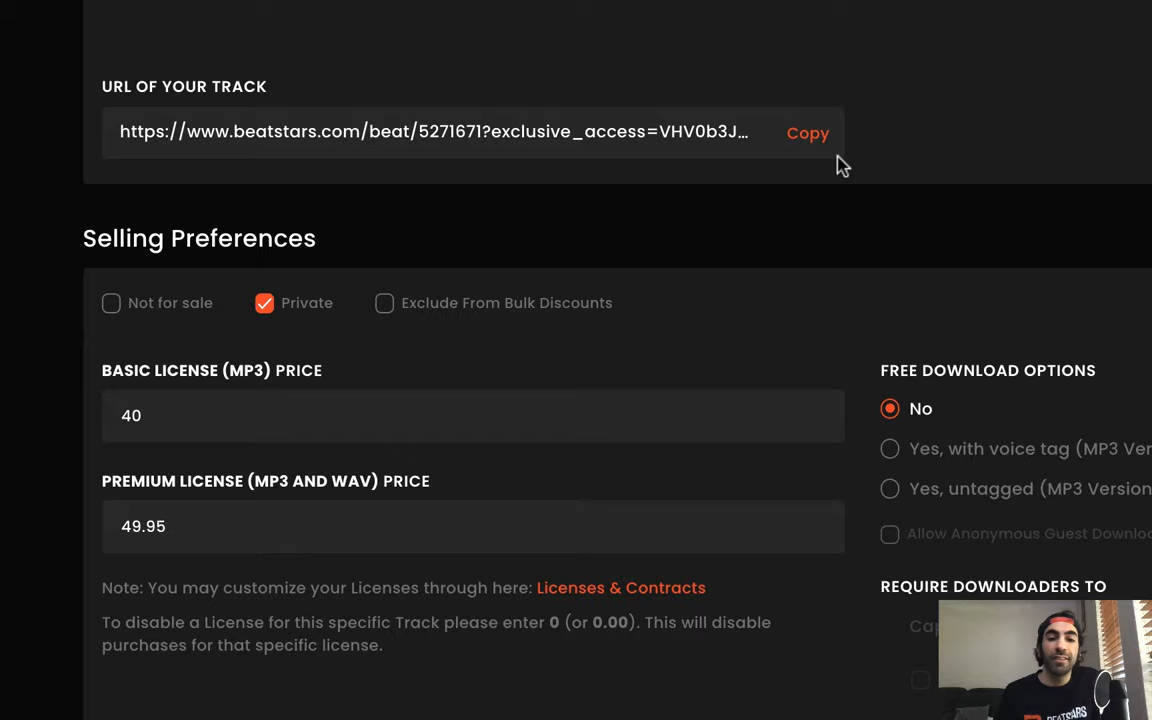 URL OF YOUR TRACK
https://www.beatstars.com/beat/5271671?exclusive_access=VHV0b3J... Copy
Selling Preferences
Not for sale Private Exclude From Bulk Discounts
BASIC LICENSE (MP3) PRICE
40
PREMIUM LICENSE (MP3 AND WAV) PRICE
49.95
Note: You may customize your Licenses through here: Licenses & Contracts
To disable a License for this specific Track please enter 0 (or 0.00). This will disable
purchases for that specific license.
FREE DOWNLOAD OPTIONS
No
Yes, with voice tag (MP3 Ver
Yes, untagged (MP3 Version
Allow Anonymous Guest Downloa
REQUIRE DOWNLOADERS TO
Cap
BEATSTARS